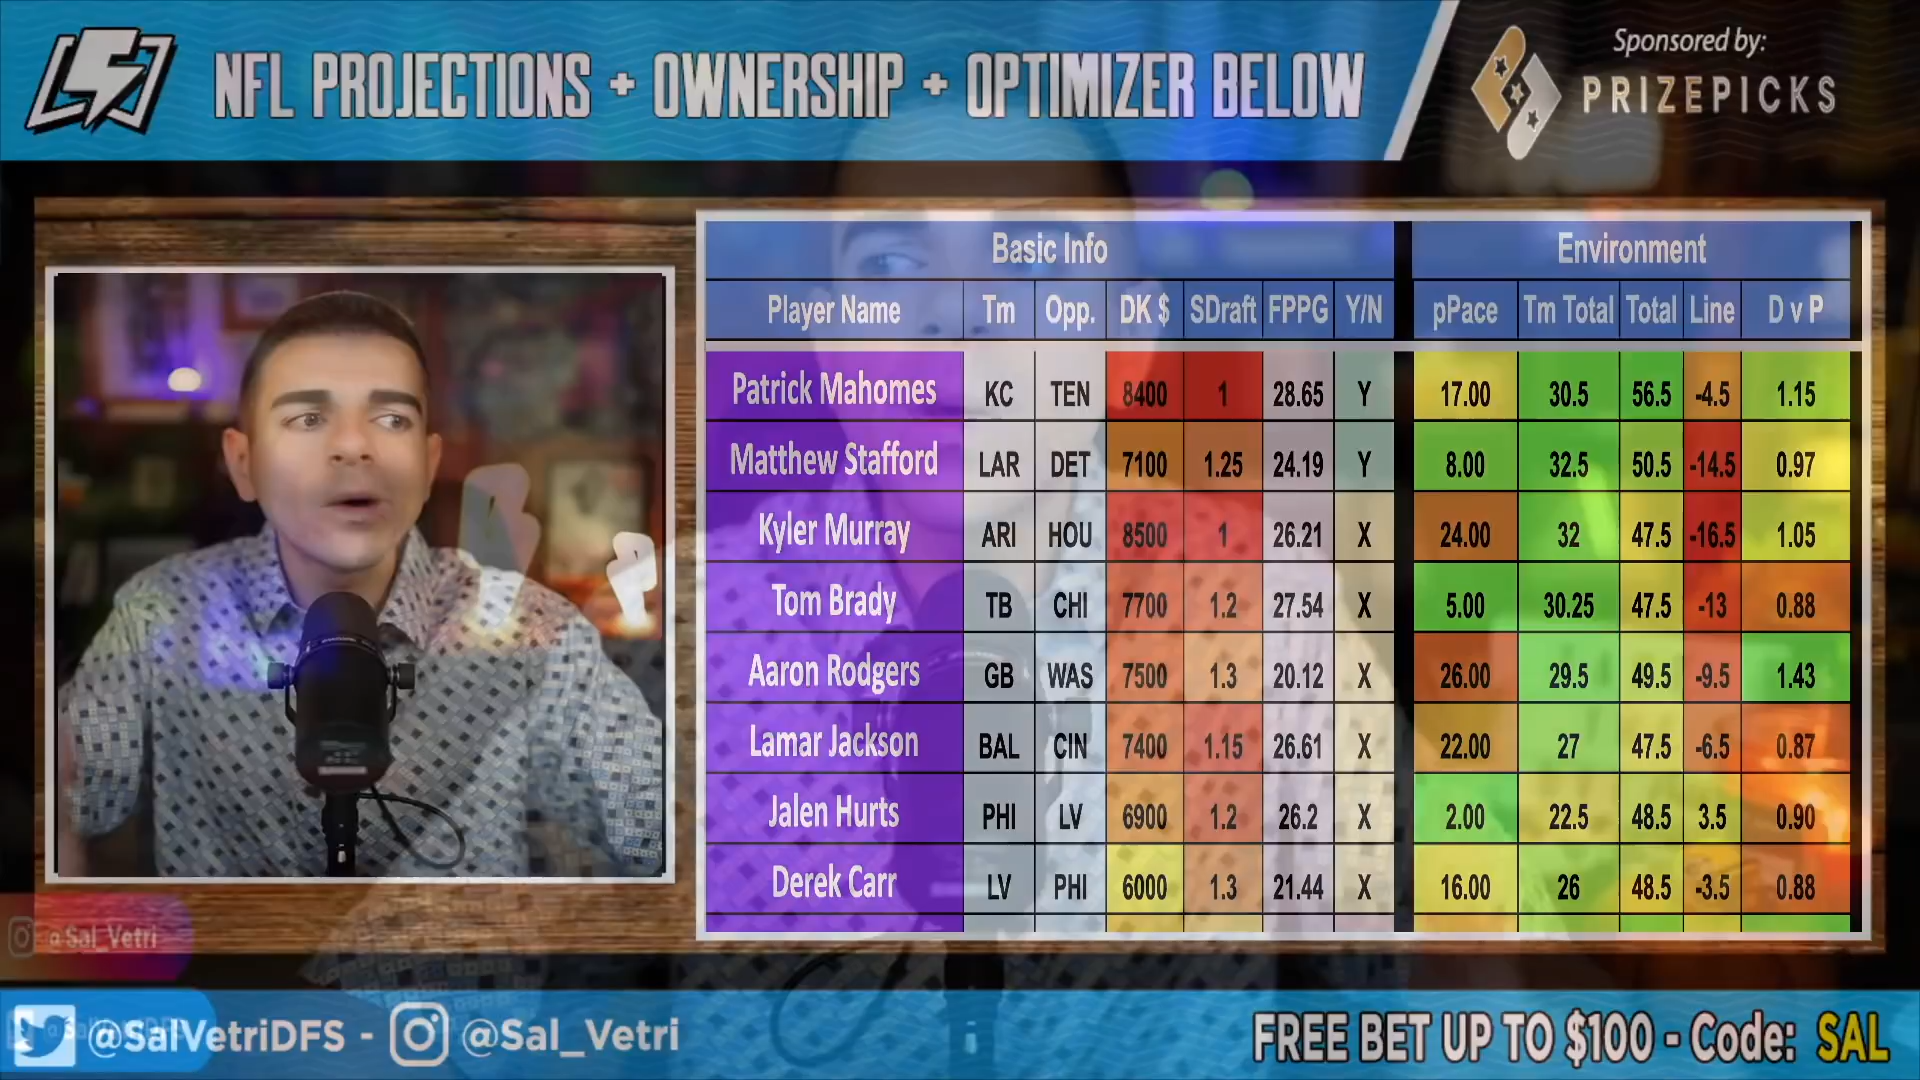 NFL PROJECTIONS + OWNERSHIP + OPTIMIZER BELOW
Sponsored by:
PRIZEPICKS
Basic Info Environment
Player Name Tm Opp. DK $ SDraft FPPG Y/N pPace Tm Total Total Line D v P
Patrick Mahomes KC TEN 8400 1 28.65 Y 17.00 30.5 56.5 -4.5 1.15
Matthew Stafford LAR DET 7100 1.25 24.19 Y 8.00 32.5 50.5 -14.5 0.97
Kyler Murray ARI HOU 8500 1 26.21 X 24.00 32 47.5 -16.5 1.05
Tom Brady TB CHI 7700 1.2 27.54 X 5.00 30.25 47.5 -13 0.88
Aaron Rodgers GB WAS 7500 1.3 20.12 X 26.00 29.5 49.5 -9.5 1.43
Lamar Jackson BAL CIN 7400 1.15 26.61 X 22.00 27 47.5 -6.5 0.87
Jalen Hurts PHI LV 6900 1.2 26.2 X 2.00 22.5 48.5 3.5 0.90
Derek Carr LV PHI 6000 1.3 21.44 X 16.00 26 48.5 -3.5 0.88
@Sal_Vetri
@SalVetriDFS - @Sal_Vetri
FREE BET UP TO $100 - Code: SAL